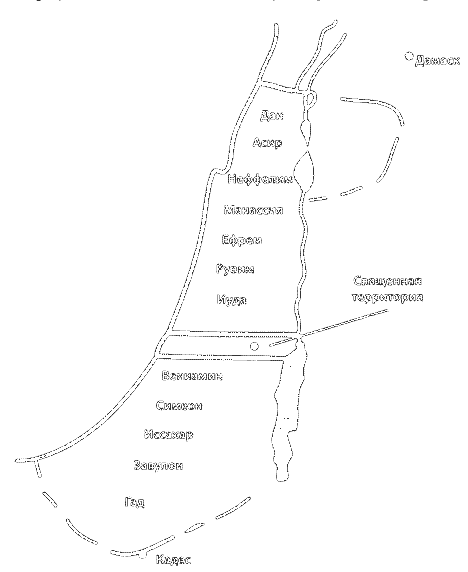 Дамаск
Дан
Асир
Неффалим
Манассия
Ефрем
Рувим
Иуда
Священная
территория
Вениамин
Симеон
Иссахар
Завулон
Гад
Кадес